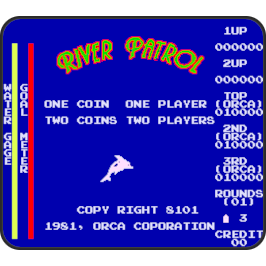 RIVER PATROL
1UP
000000
2UP
000000
WATER GAGE
GOAL METER
TOP
(ORCA)
010000
ONE COIN ONE PLAYER
TWO COINS TWO PLAYERS
2ND
(ORCA)
010000
3RD
(ORCA)
010000
ROUNDS
(01)
3
COPY RIGHT 8101
1981, ORCA COPORATION
CREDIT
00